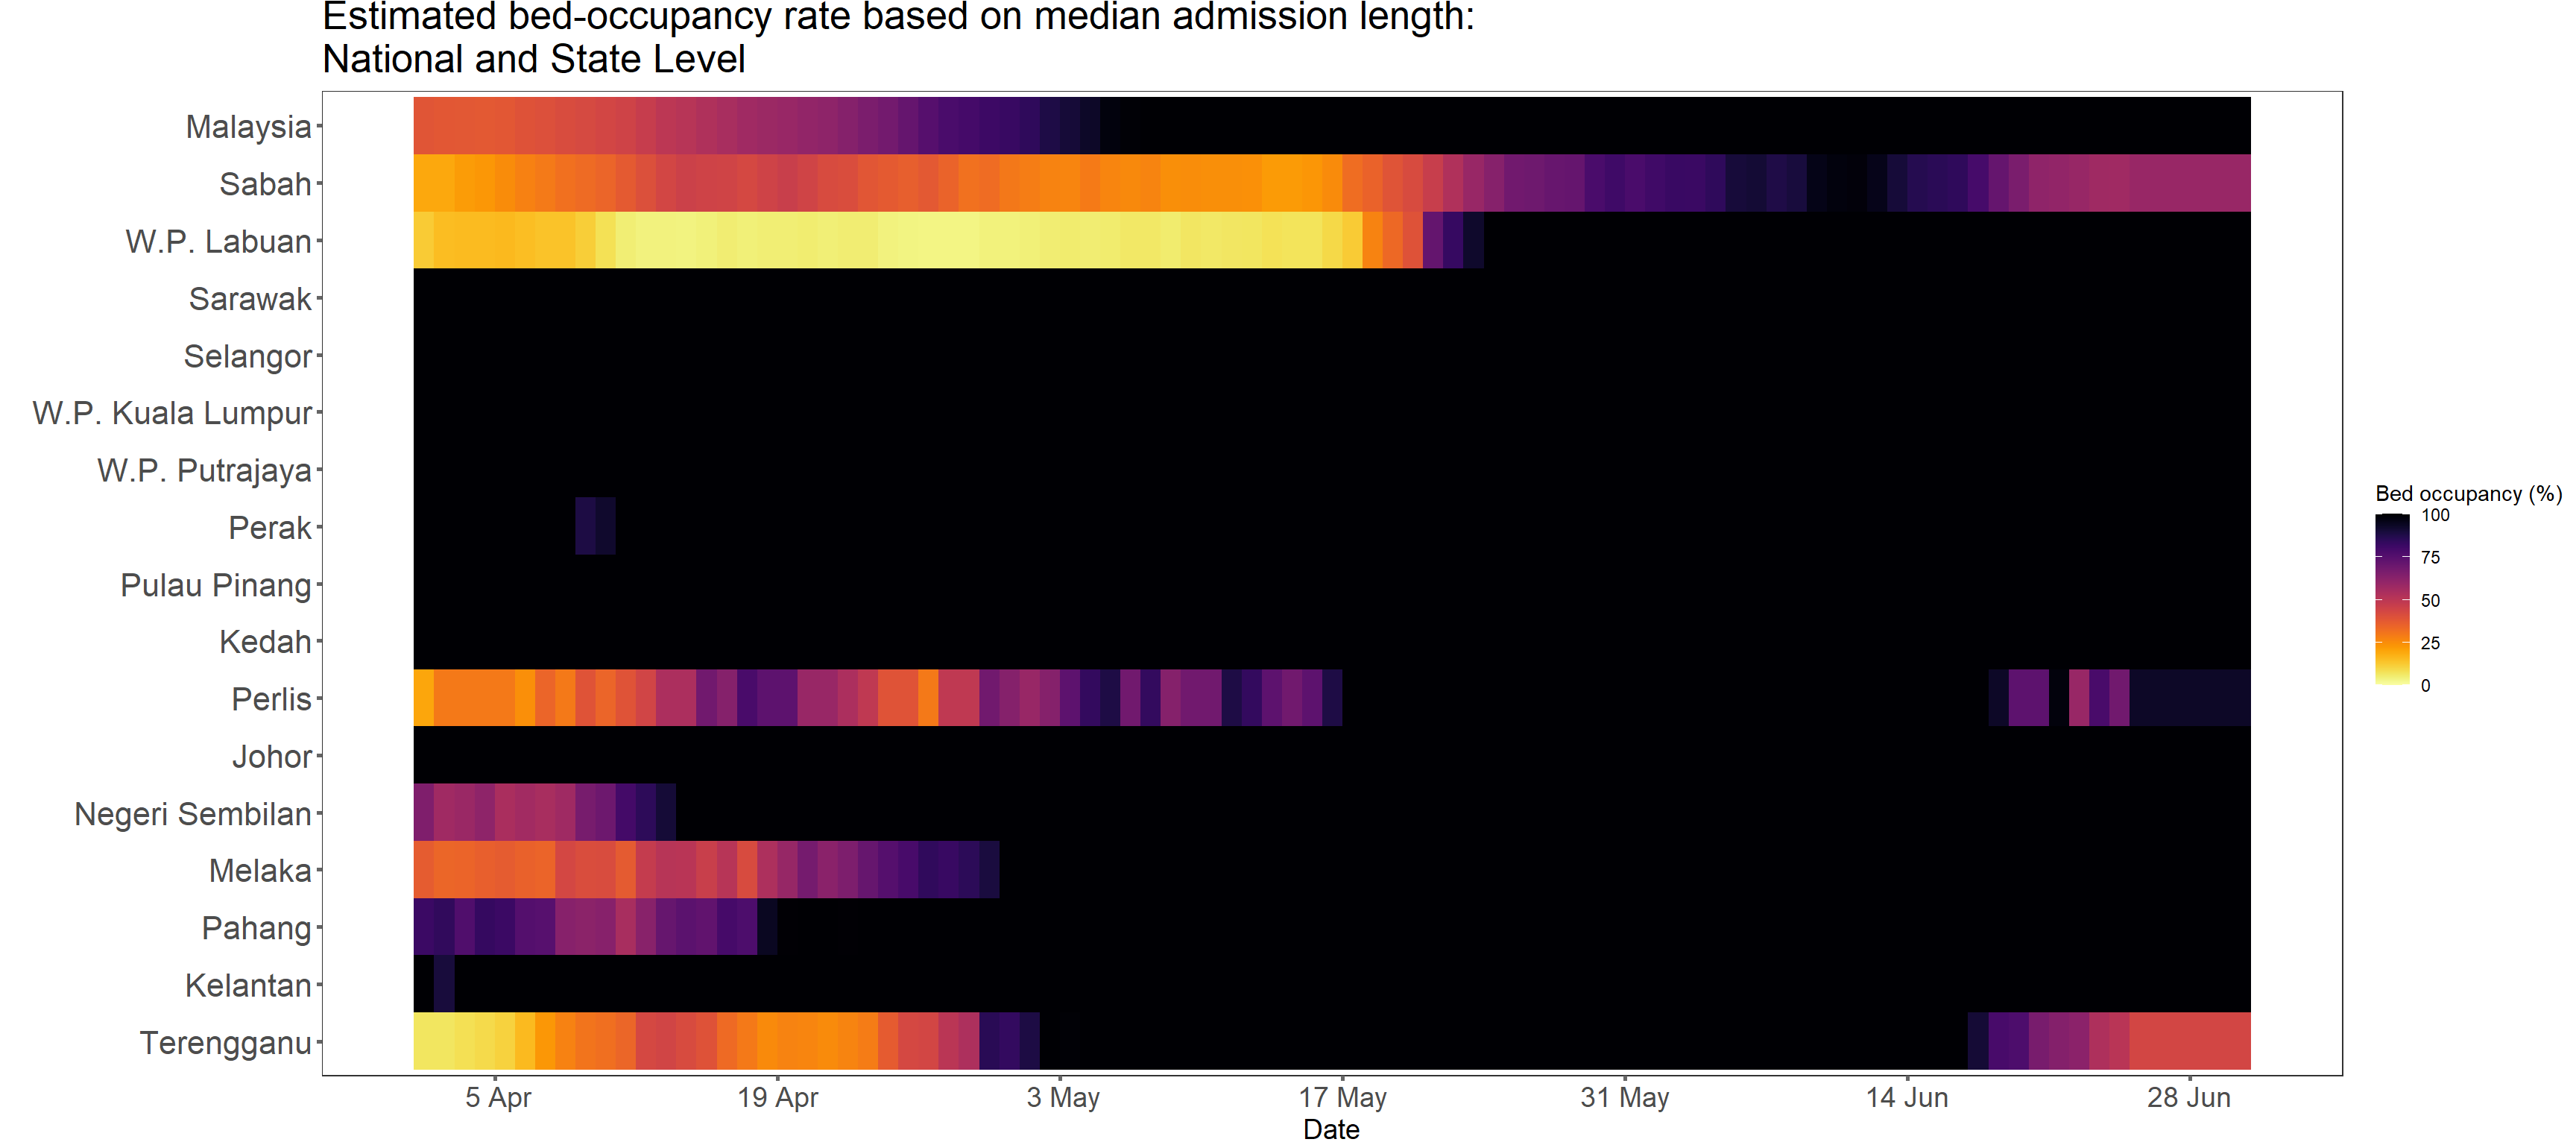 Estimated bed-occupancy rate based on median admission length:
National and State Level
Malaysia
Sabah
W.P. Labuan
Sarawak
Selangor
W.P. Kuala Lumpur
W.P. Putrajaya
Perak
Pulau Pinang
Kedah
Perlis
Johor
Negeri Sembilan
Melaka
Pahang
Kelantan
Terengganu
5 Apr
19 Apr
3 May
17 May
31 May
14 Jun
28 Jun
Date
Bed occupancy (%)
100
75
50
25
0